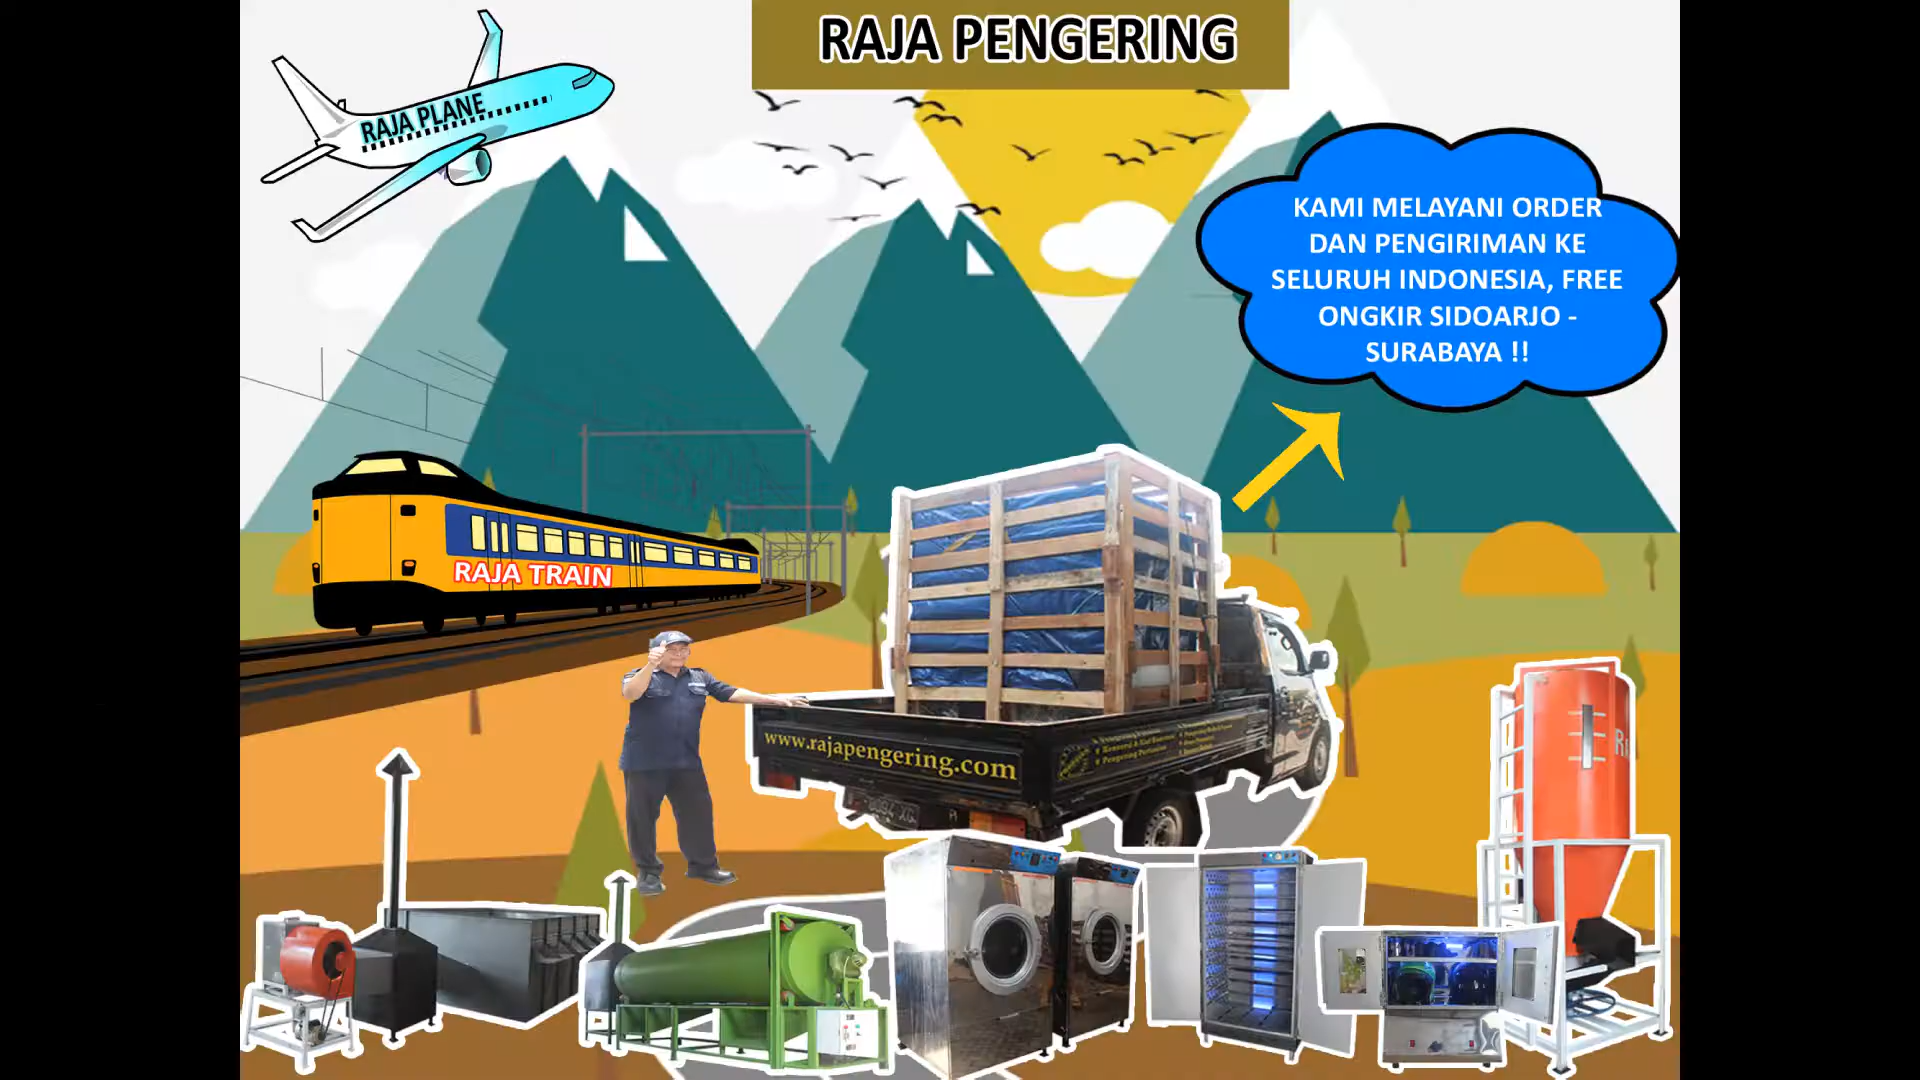 RAJA PENGERING
RAJA PLANE
KAMI MELAYANI ORDER
DAN PENGIRIMAN KE
SELURUH INDONESIA, FREE
ONGKIR SIDOARJO -
SURABAYA !!
RAJA TRAIN
www.rajapengering.com